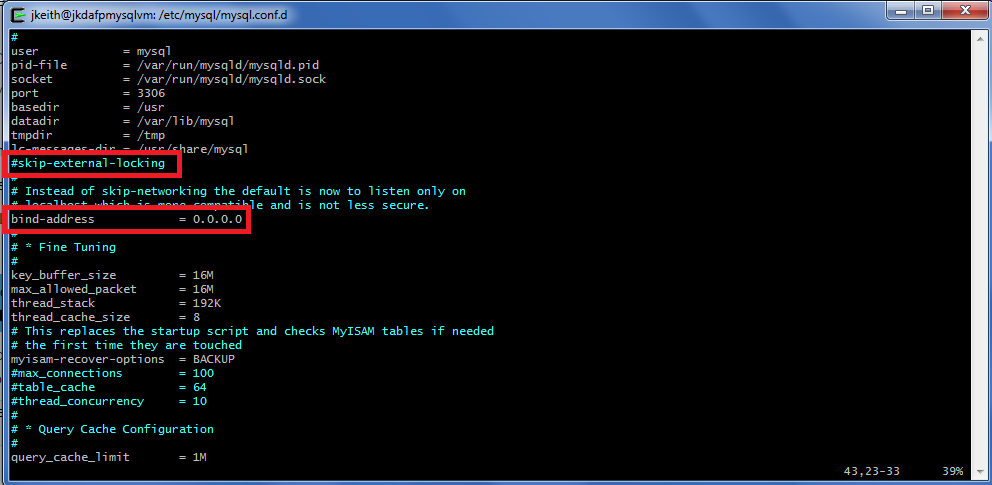 jkeith@jkdafpmysqlvm: /etc/mysql/mysql.conf.d
#
user = mysql
pid-file = /var/run/mysqld/mysqld.pid
socket = /var/run/mysqld/mysqld.sock
port = 3306
basedir = /usr
datadir = /var/lib/mysql
tmpdir = /tmp
lc-messages-dir = /usr/share/mysql
#skip-external-locking
#
# Instead of skip-networking the default is now to listen only on
# localhost which is more compatible and is not less secure.
bind-address = 0.0.0.0
#
# * Fine Tuning
#
key_buffer_size = 16M
max_allowed_packet = 16M
thread_stack = 192K
thread_cache_size = 8
# This replaces the startup script and checks MyISAM tables if needed
# the first time they are touched
myisam-recover-options = BACKUP
#max_connections = 100
#table_cache = 64
#thread_concurrency = 10
#
# * Query Cache Configuration
#
query_cache_limit = 1M
43,23-33 39%